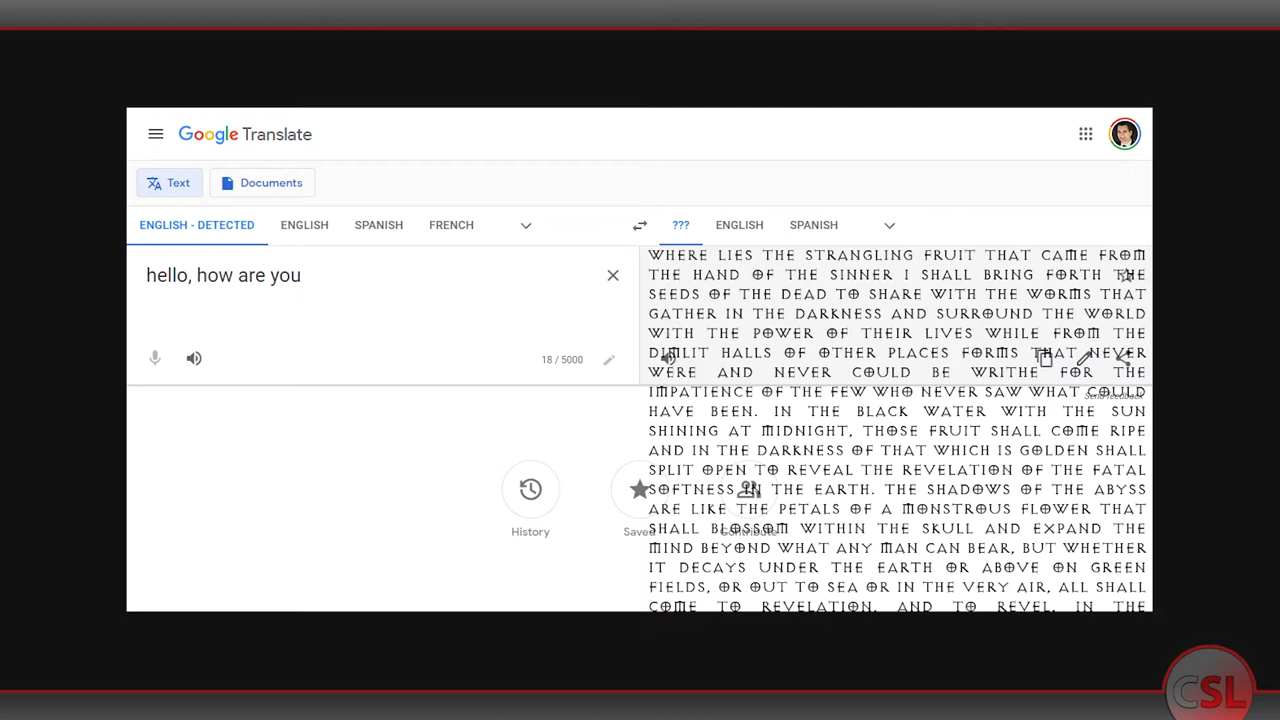 Google Translate
Text Documents
ENGLISH - DETECTED ENGLISH SPANISH FRENCH ??? ENGLISH SPANISH
hello, how are you
18 / 5000
WHERE LIES THE STRANGLING FRUIT THAT CAME FROM
THE HAND OF THE SINNER I SHALL BRING FORTH THE
SEEDS OF THE DEAD TO SHARE WITH THE WORMS THAT
GATHER IN THE DARKNESS AND SURROUND THE WORLD
WITH THE POWER OF THEIR LIVES WHILE FROM THE
DIMLIT HALLS OF OTHER PLACES FORMS THAT NEVER
WERE AND NEVER COULD BE WRITHE FOR THE
IMPATIENCE OF THE FEW WHO NEVER SAW WHAT COULD
Send feedback
HAVE BEEN. IN THE BLACK WATER WITH THE SUN
SHINING AT MIDNIGHT, THOSE FRUIT SHALL COME RIPE
AND IN THE DARKNESS OF THAT WHICH IS GOLDEN SHALL
SPLIT OPEN TO REVEAL THE REVELATION OF THE FATAL
SOFTNESS IN THE EARTH. THE SHADOWS OF THE ABYSS
ARE LIKE THE PETALS OF A MONSTROUS FLOWER THAT
SHALL BLOSSOM WITHIN THE SKULL AND EXPAND THE
MIND BEYOND WHAT ANY MAN CAN BEAR, BUT WHETHER
IT DECAYS UNDER THE EARTH OR ABOVE ON GREEN
FIELDS, OR OUT TO SEA OR IN THE VERY AIR, ALL SHALL
COME TO REVELATION, AND TO REVEL, IN THE
History Saved Contribute
CSL